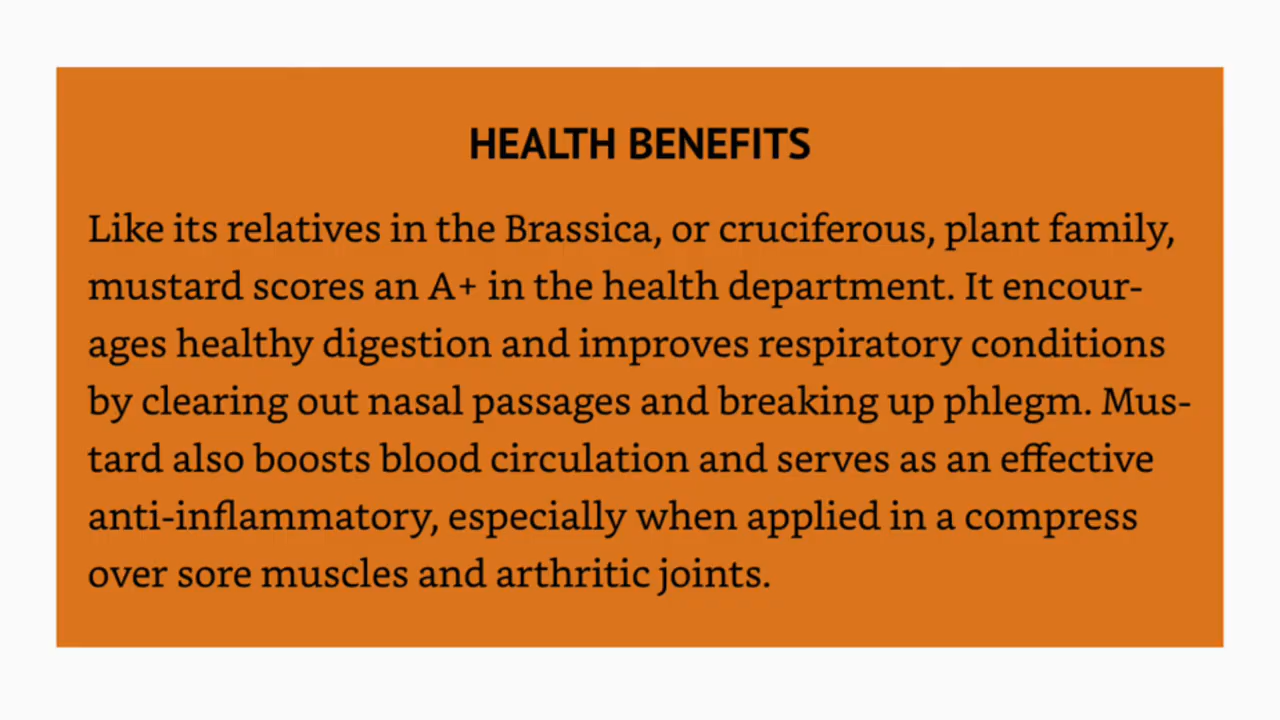 HEALTH BENEFITS
Like its relatives in the Brassica, or cruciferous, plant family,
mustard scores an A+ in the health department. It encour-
ages healthy digestion and improves respiratory conditions
by clearing out nasal passages and breaking up phlegm. Mus-
tard also boosts blood circulation and serves as an effective
anti-inflammatory, especially when applied in a compress
over sore muscles and arthritic joints.